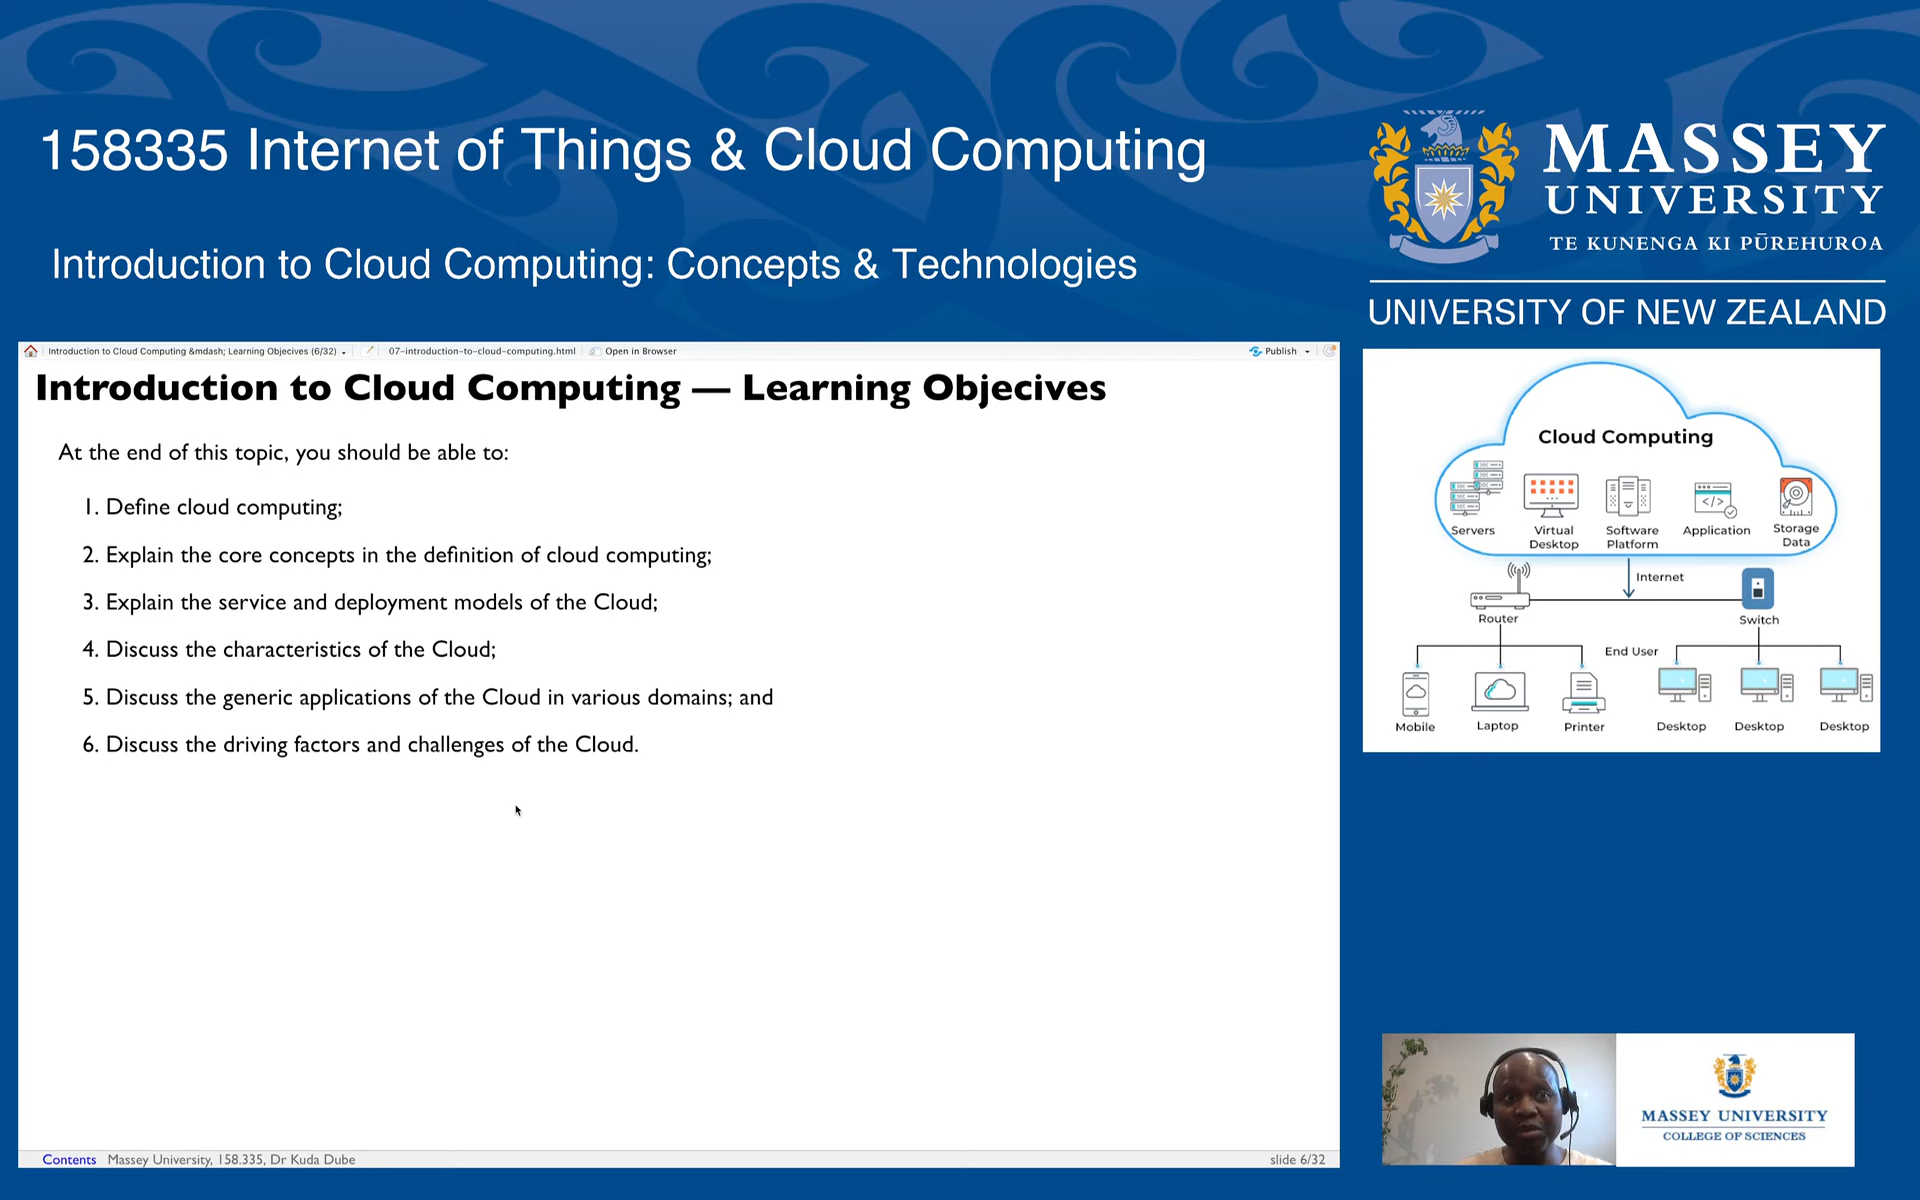 158335 Internet of Things & Cloud Computing
Introduction to Cloud Computing: Concepts & Technologies
MASSEY
UNIVERSITY
TE KUNENGA KI PŪREHUROA
UNIVERSITY OF NEW ZEALAND
Introduction to Cloud Computing &mdash; Learning Objecives (6/32)
07-introduction-to-cloud-computing.html
Open in Browser
Publish
Introduction to Cloud Computing — Learning Objecives
At the end of this topic, you should be able to:
1. Define cloud computing;
2. Explain the core concepts in the definition of cloud computing;
3. Explain the service and deployment models of the Cloud;
4. Discuss the characteristics of the Cloud;
5. Discuss the generic applications of the Cloud in various domains; and
6. Discuss the driving factors and challenges of the Cloud.
Contents Massey University, 158.335, Dr Kuda Dube
slide 6/32
Cloud Computing
Servers
Virtual
Desktop
Software
Platform
</>
Application
Storage
Data
Internet
Router
Switch
End User
Mobile
Laptop
Printer
Desktop
Desktop
Desktop
MASSEY UNIVERSITY
COLLEGE OF SCIENCES